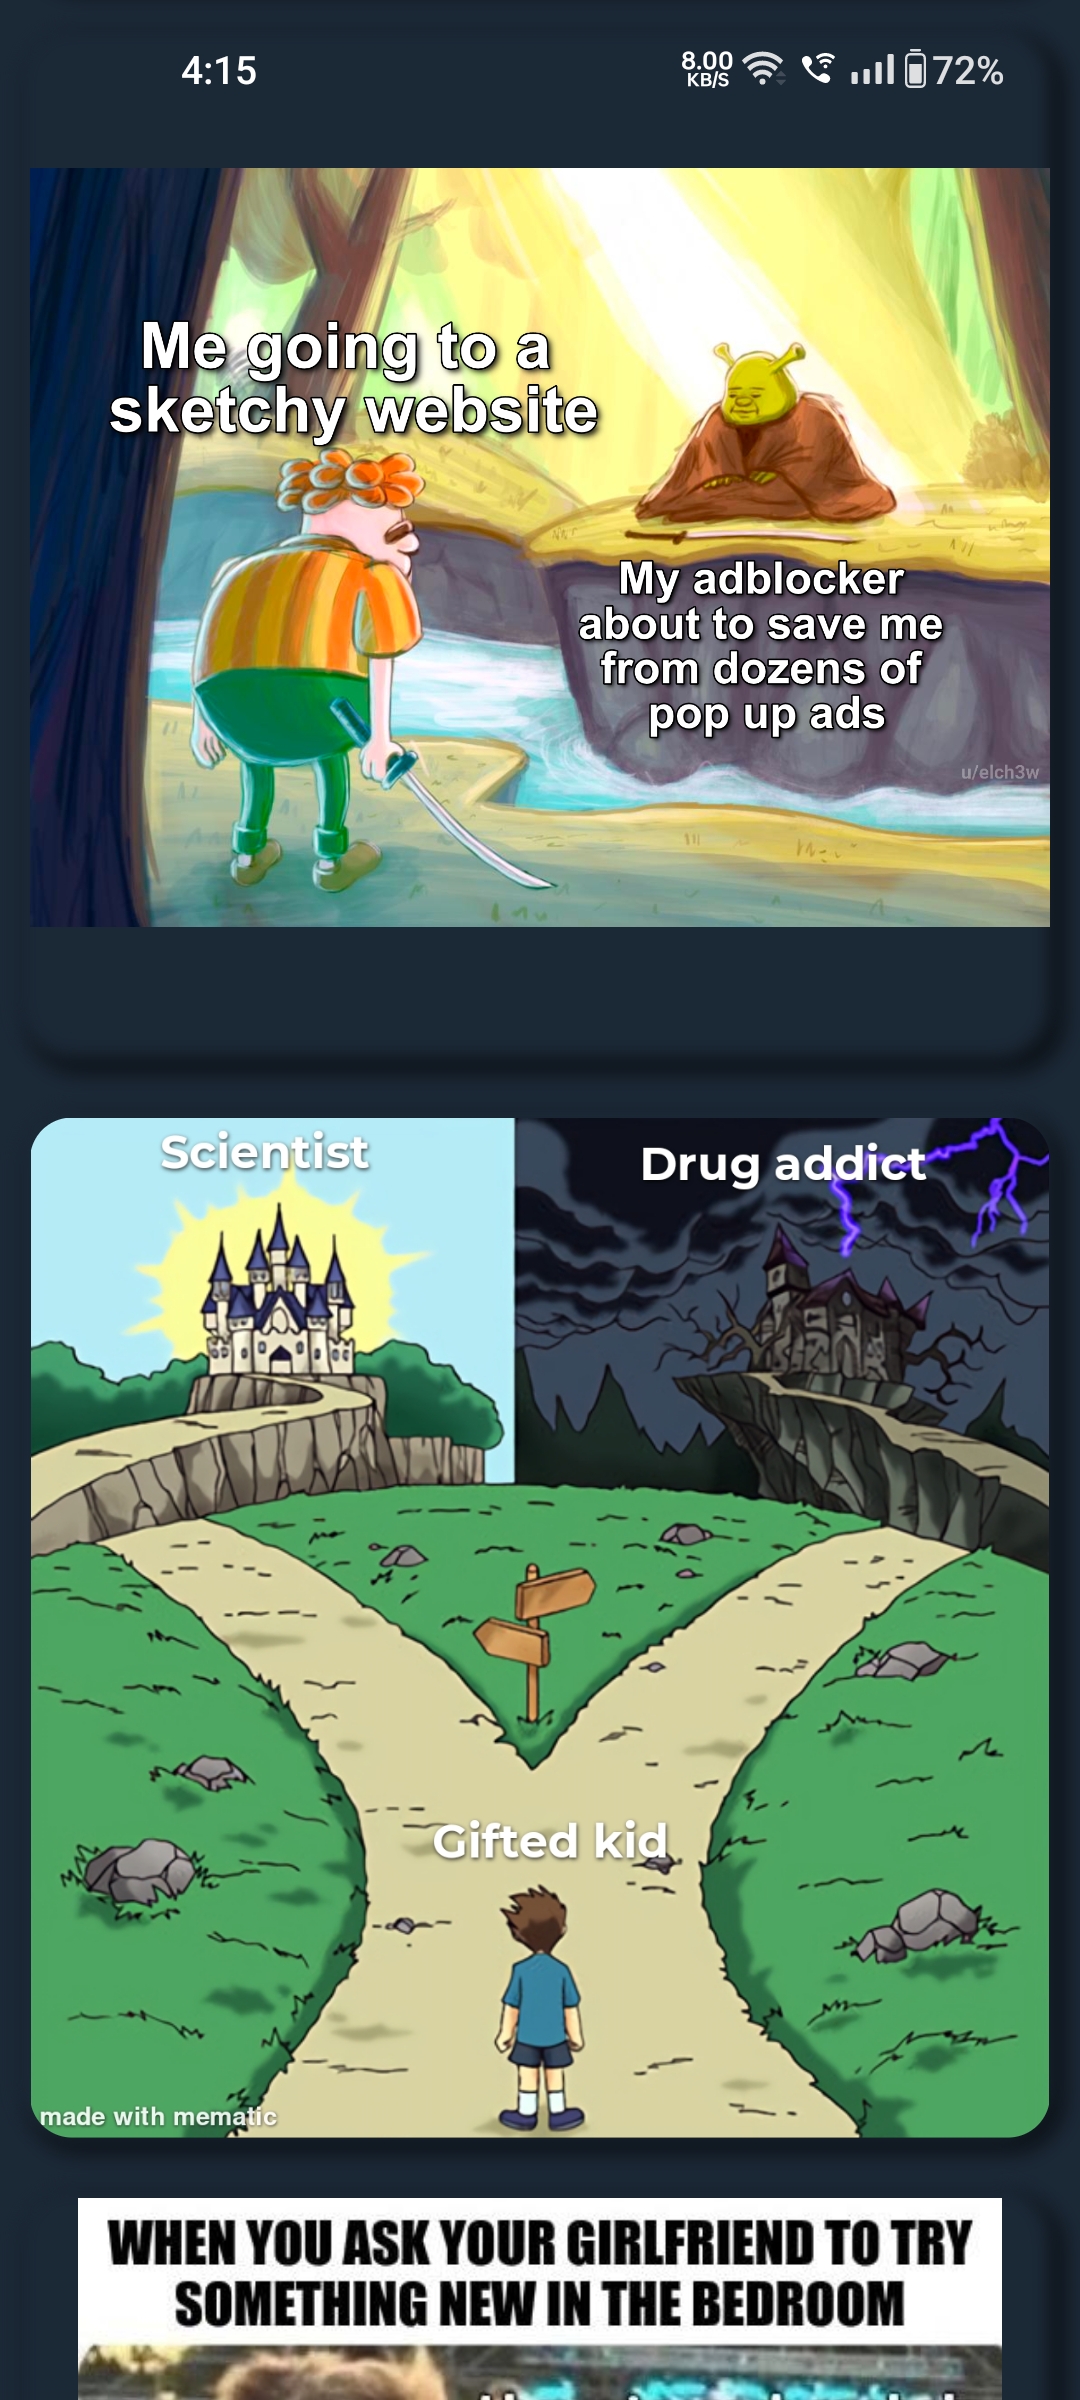 4:15
8.00
KB/S
72%
Me going to a
sketchy website
My adblocker
about to save me
from dozens of
pop up ads
u/elch3w
Scientist
Drug addict
Gifted kid
made with mematic
WHEN YOU ASK YOUR GIRLFRIEND TO TRY
SOMETHING NEW IN THE BEDROOM